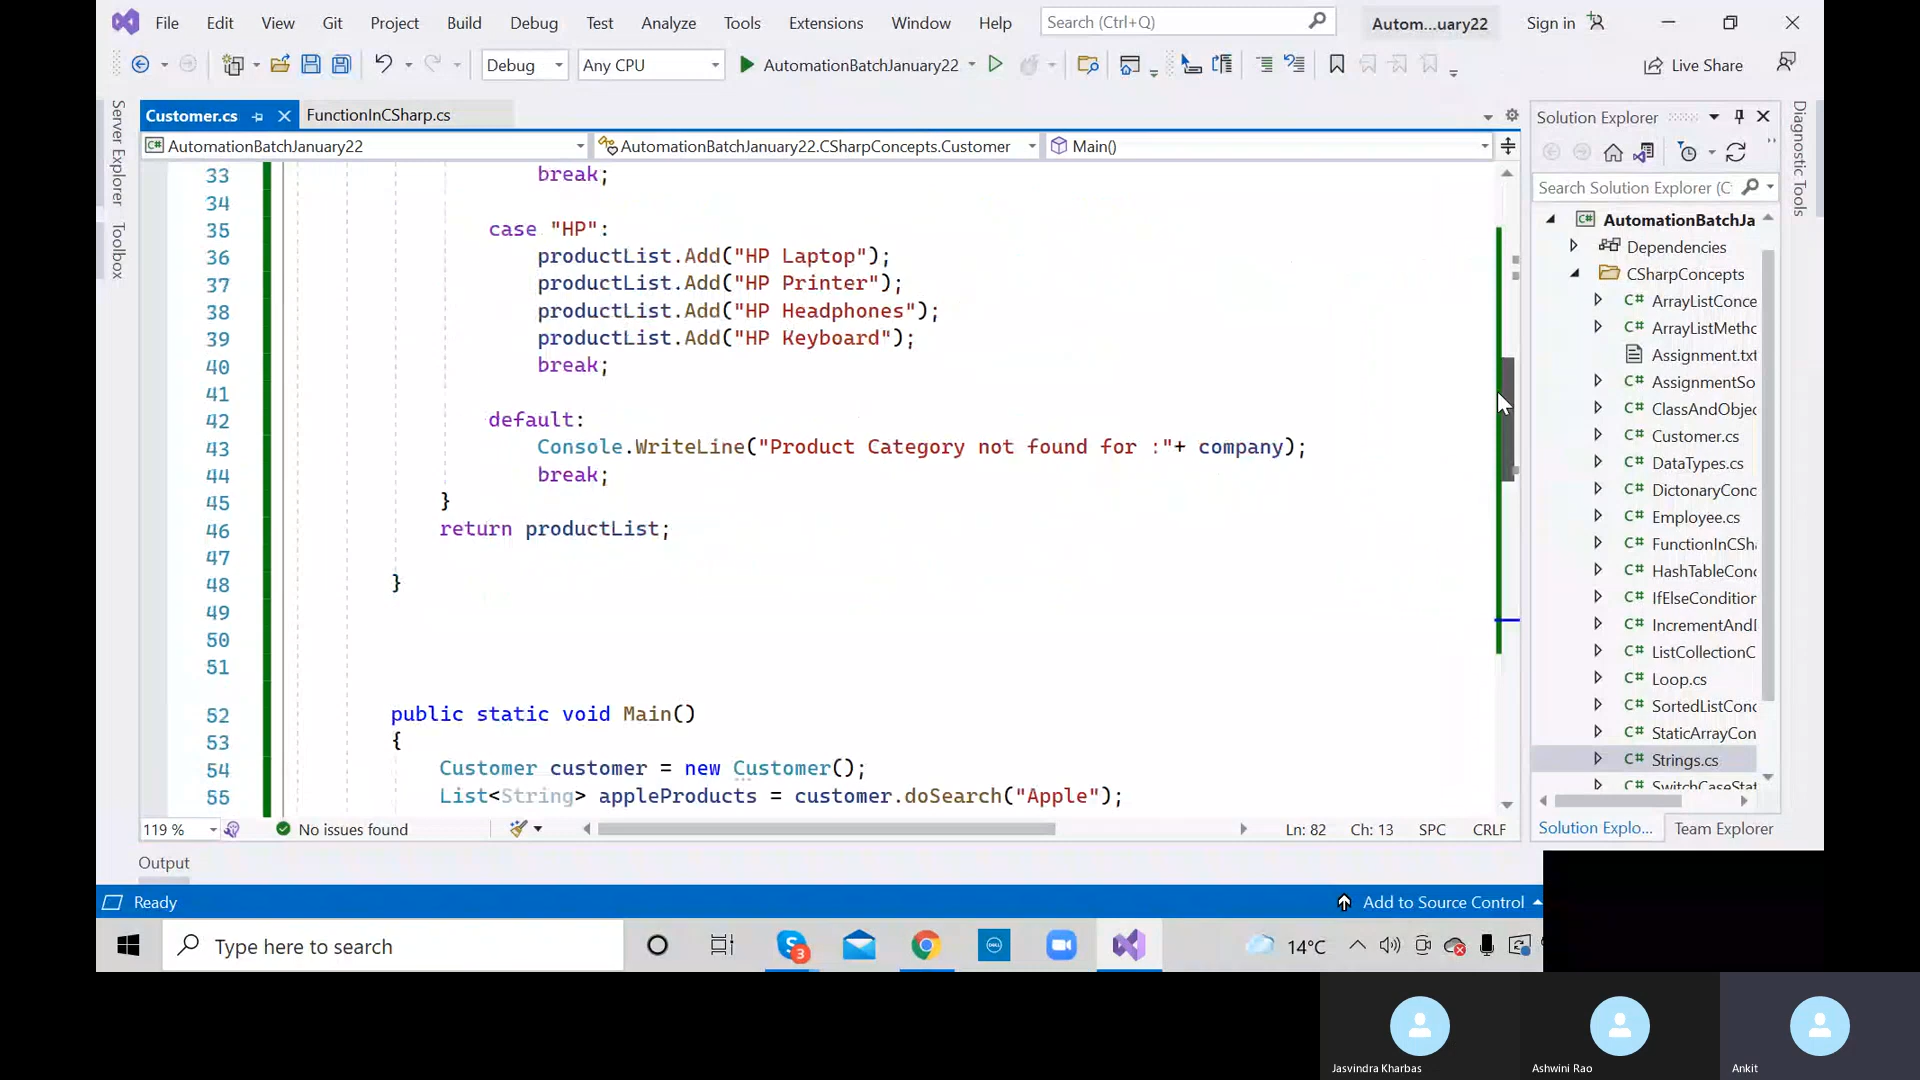 File Edit View Git Project Build Debug Test Analyze Tools Extensions Window Help Search (Ctrl+Q) Autom...uary22 Sign in
Debug Any CPU AutomationBatchJanuary22 Live Share
Server Explorer
Toolbox
Customer.cs FunctionInCSharp.cs
AutomationBatchJanuary22 AutomationBatchJanuary22.CSharpConcepts.Customer Main()
33 break;
34
35 case "HP":
36 productList.Add("HP Laptop");
37 productList.Add("HP Printer");
38 productList.Add("HP Headphones");
39 productList.Add("HP Keyboard");
40 break;
41
42 default:
43 Console.WriteLine("Product Category not found for :"+ company);
44 break;
45 }
46 return productList;
47
48 }
49
50
51
52 public static void Main()
53 {
54 Customer customer = new Customer();
55 List<String> appleProducts = customer.doSearch("Apple");
119 % No issues found Ln: 82 Ch: 13 SPC CRLF
Output
Solution Explorer
Search Solution Explorer (C
AutomationBatchJa
Dependencies
CSharpConcepts
C# ArrayListConce
C# ArrayListMetho
Assignment.txt
C# AssignmentSo
C# ClassAndObjec
C# Customer.cs
C# DataTypes.cs
C# DictonaryConc
C# Employee.cs
C# FunctionInCSha
C# HashTableConc
C# IfElseCondition
C# IncrementAndD
C# ListCollectionC
C# Loop.cs
C# SortedListConc
C# StaticArrayCon
C# Strings.cs
C# SwitchCaseStat
Solution Explo... Team Explorer
Diagnostic Tools
Ready Add to Source Control
Type here to search 3 DELL 14°C
Jasvindra Kharbas Ashwini Rao Ankit